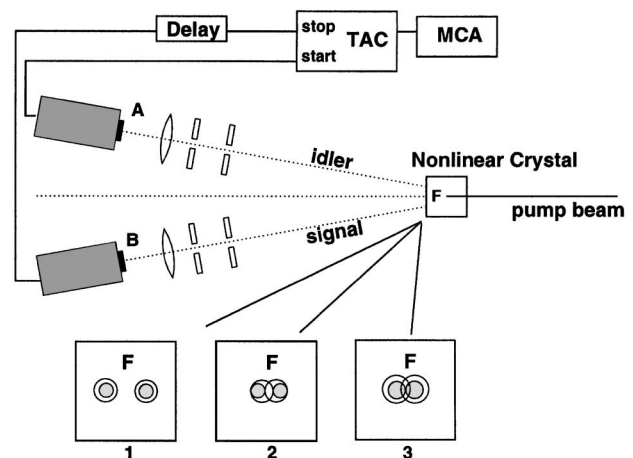 Delay
stop
start
TAC
MCA
A
idler
Nonlinear Crystal
F
pump beam
B
signal
F
F
F
1
2
3